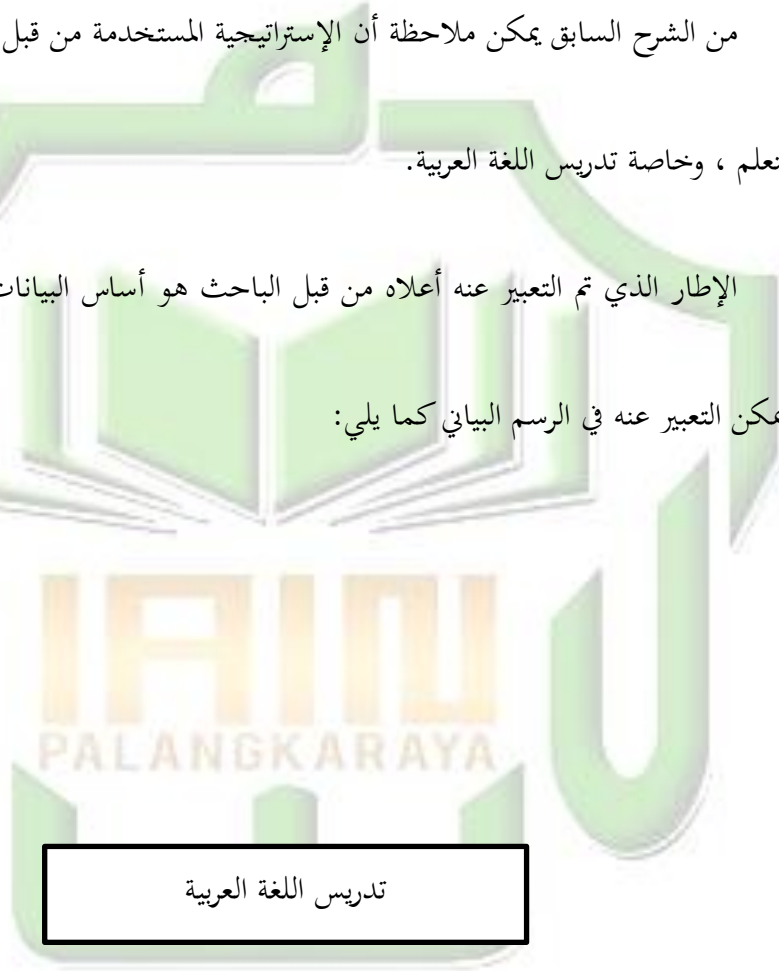 من الشرح السابق يمكن ملاحظة أن الإستراتيجية المستخدمة من قبل
تعلم ، وخاصة تدريس اللغة العربية.
الإطار الذي تم التعبير عنه أعلاه من قبل الباحث هو أساس البيانات
يمكن التعبير عنه في الرسم البياني كما يلي:
IAIN
PALANGKARAYA
تدريس اللغة العربية